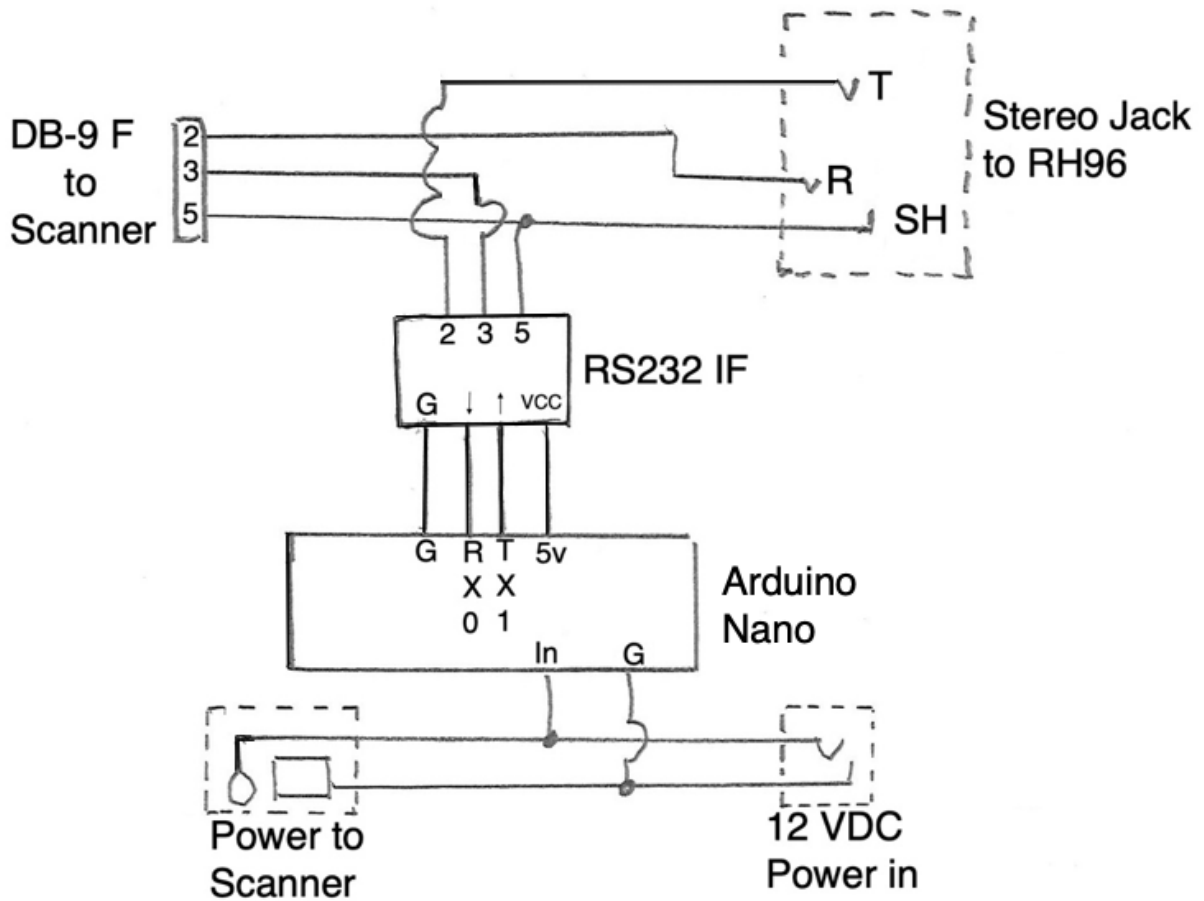 T
DB-9 F
to
Scanner
2
3
5
Stereo Jack
to RH96
R
SH
2 3 5
RS232 IF
G ↓ ↑ VCC
G R T 5v
X X
0 1
Arduino
Nano
In G
Power to
Scanner
12 VDC
Power in